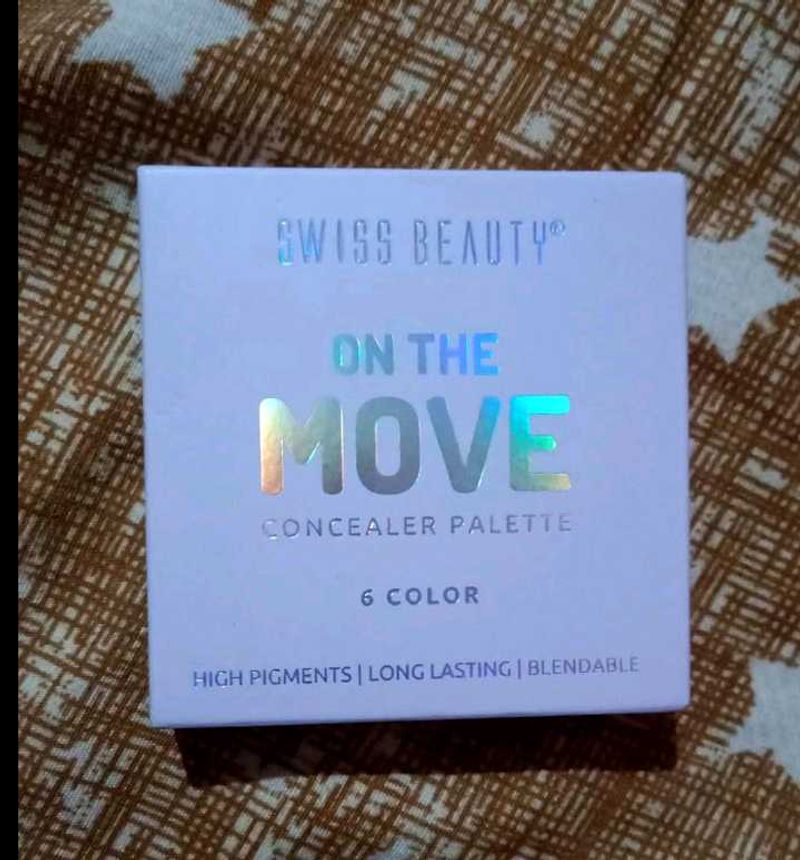 SWISS BEAUTY®
ON THE
MOVE
CONCEALER PALETTE
6 COLOR
HIGH PIGMENTS | LONG LASTING | BLENDABLE